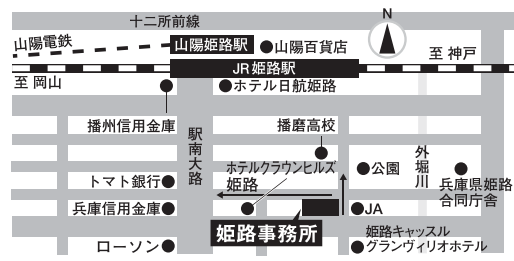 十二所前線
N
山陽電鉄
山陽姫路駅
山陽百貨店
至 神戸
JR姫路駅
至 岡山
ホテル日航姫路
播州信用金庫
駅南大路
播磨高校
外堀川
ホテルクラウンヒルズ
姫路
公園
トマト銀行
兵庫県姫路
合同庁舎
兵庫信用金庫
JA
姫路事務所
姫路キャッスル
グランヴィリオホテル
ローソン